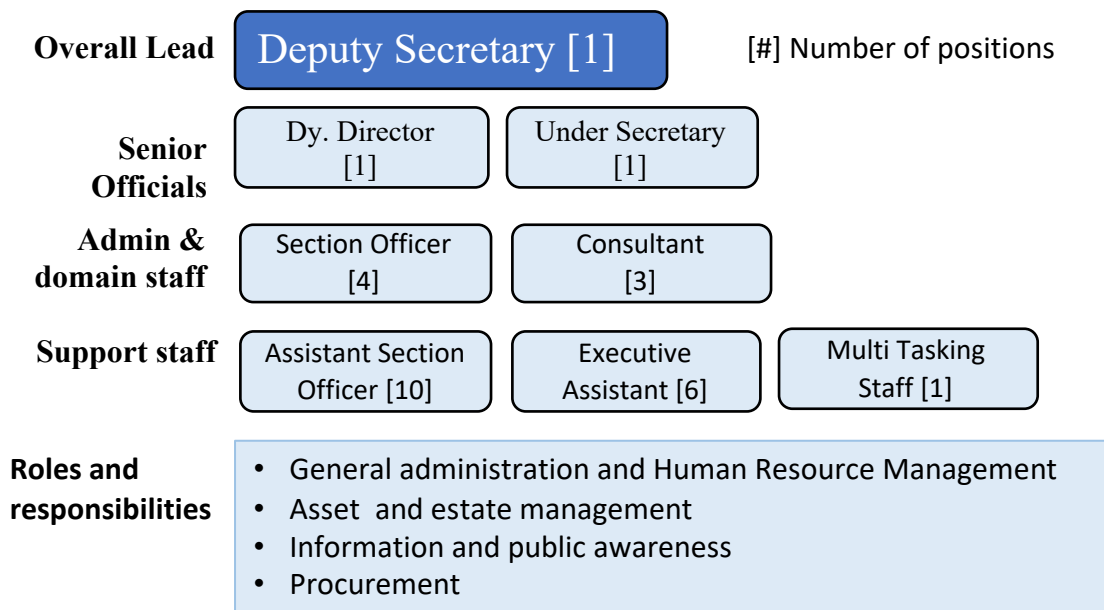 Overall Lead
Deputy Secretary [1]
[#] Number of positions
Senior
Officials
Dy. Director
[1]
Under Secretary
[1]
Admin &
domain staff
Section Officer
[4]
Consultant
[3]
Support staff
Assistant Section
Officer [10]
Executive
Assistant [6]
Multi Tasking
Staff [1]
Roles and
responsibilities
• General administration and Human Resource Management
• Asset and estate management
• Information and public awareness
• Procurement